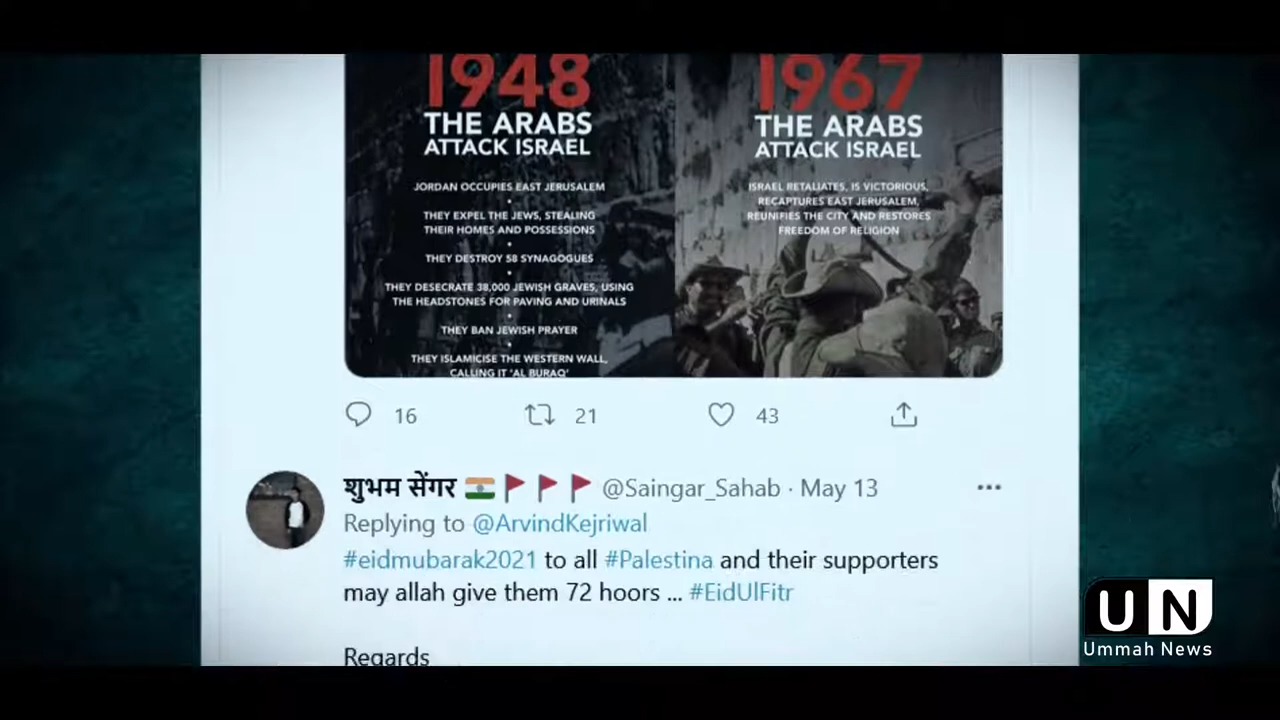 1948
THE ARABS
ATTACK ISRAEL
JORDAN OCCUPIES EAST JERUSALEM
•
THEY EXPEL THE JEWS, STEALING
THEIR HOMES AND POSSESSIONS
•
THEY DESTROY 58 SYNAGOGUES
•
THEY DESECRATE 38,000 JEWISH GRAVES, USING
THE HEADSTONES FOR PAVING AND URINALS
•
THEY BAN JEWISH PRAYER
•
THEY ISLAMICISE THE WESTERN WALL,
CALLING IT 'AL BURAQ'
1967
THE ARABS
ATTACK ISRAEL
ISRAEL RETALIATES, IS VICTORIOUS,
RECAPTURES EAST JERUSALEM,
REUNIFIES THE CITY AND RESTORES
FREEDOM OF RELIGION
16 21 43
शुभम सेंगर 🇮🇳🚩🚩🚩 @Saingar_Sahab · May 13
Replying to @ArvindKejriwal
#eidmubarak2021 to all #Palestina and their supporters
may allah give them 72 hoors ... #EidUlFitr
Regards
UN
Ummah News